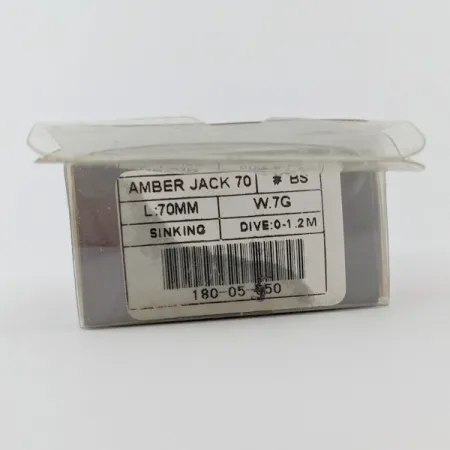 AMBER JACK 70 # BS
L:70MM W.7G
SINKING DIVE:0-1.2M
180-05-